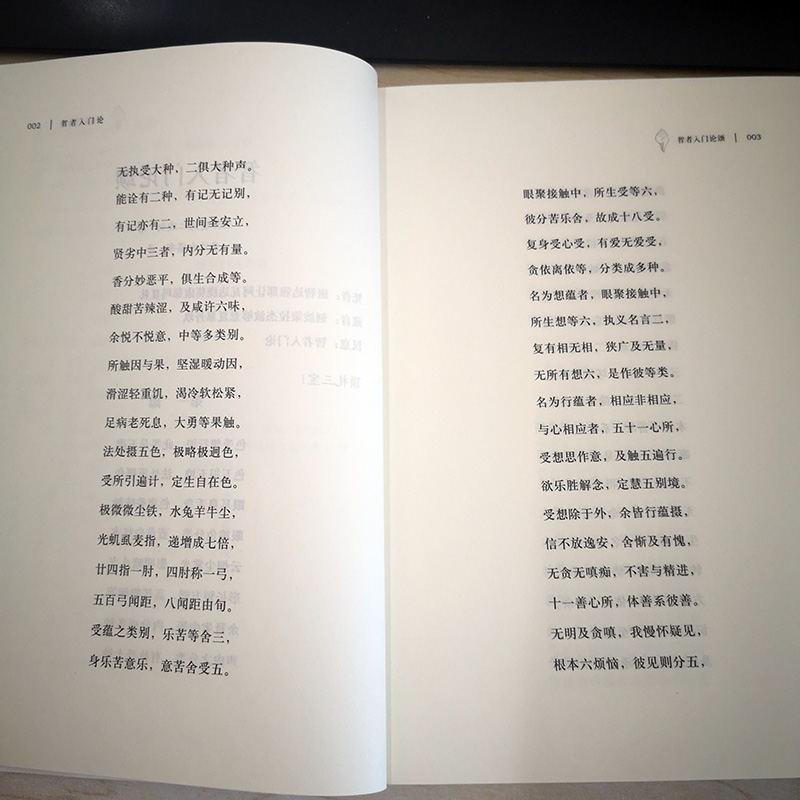 002 | 智者入门论
无执受大种，二俱大种声。
能诠有二种，有记无记别，
有记亦有二，世间圣安立，
贤劣中三者，内分无有量。
香分妙恶平，俱生合成等。
酸甜苦辣涩，及咸许六味，
余悦不悦意，中等多类别。
所触因与果，坚湿暖动因，
滑涩轻重饥，渴冷软松紧，
足病老死息，大勇等果触。
法处摄五色，极略极迥色，
受所引遍计，定生自在色。
极微微尘铁，水兔羊牛尘，
光虮虱麦指，递增成七倍，
廿四指一肘，四肘称一弓，
五百弓闻距，八闻距由旬。
受蕴之类别，乐苦等舍三，
身乐苦意乐，意苦舍受五。
智者入门论颂 | 003
眼聚接触中，所生受等六，
彼分苦乐舍，故成十八受。
复身受心受，有爱无爱受，
贪依离依等，分类成多种。
名为想蕴者，眼聚接触中，
所生想等六，执义名言二，
复有相无相，狭广及无量，
无所有想六，是作彼等类。
名为行蕴者，相应非相应，
与心相应者，五十一心所，
受想思作意，及触五遍行。
欲乐胜解念，定慧五别境。
受想除于外，余皆行蕴摄，
信不放逸安，舍惭及有愧，
无贪无嗔痴，不害与精进，
十一善心所，体善系彼善。
无明及贪嗔，我慢怀疑见，
根本六烦恼，彼见则分五，